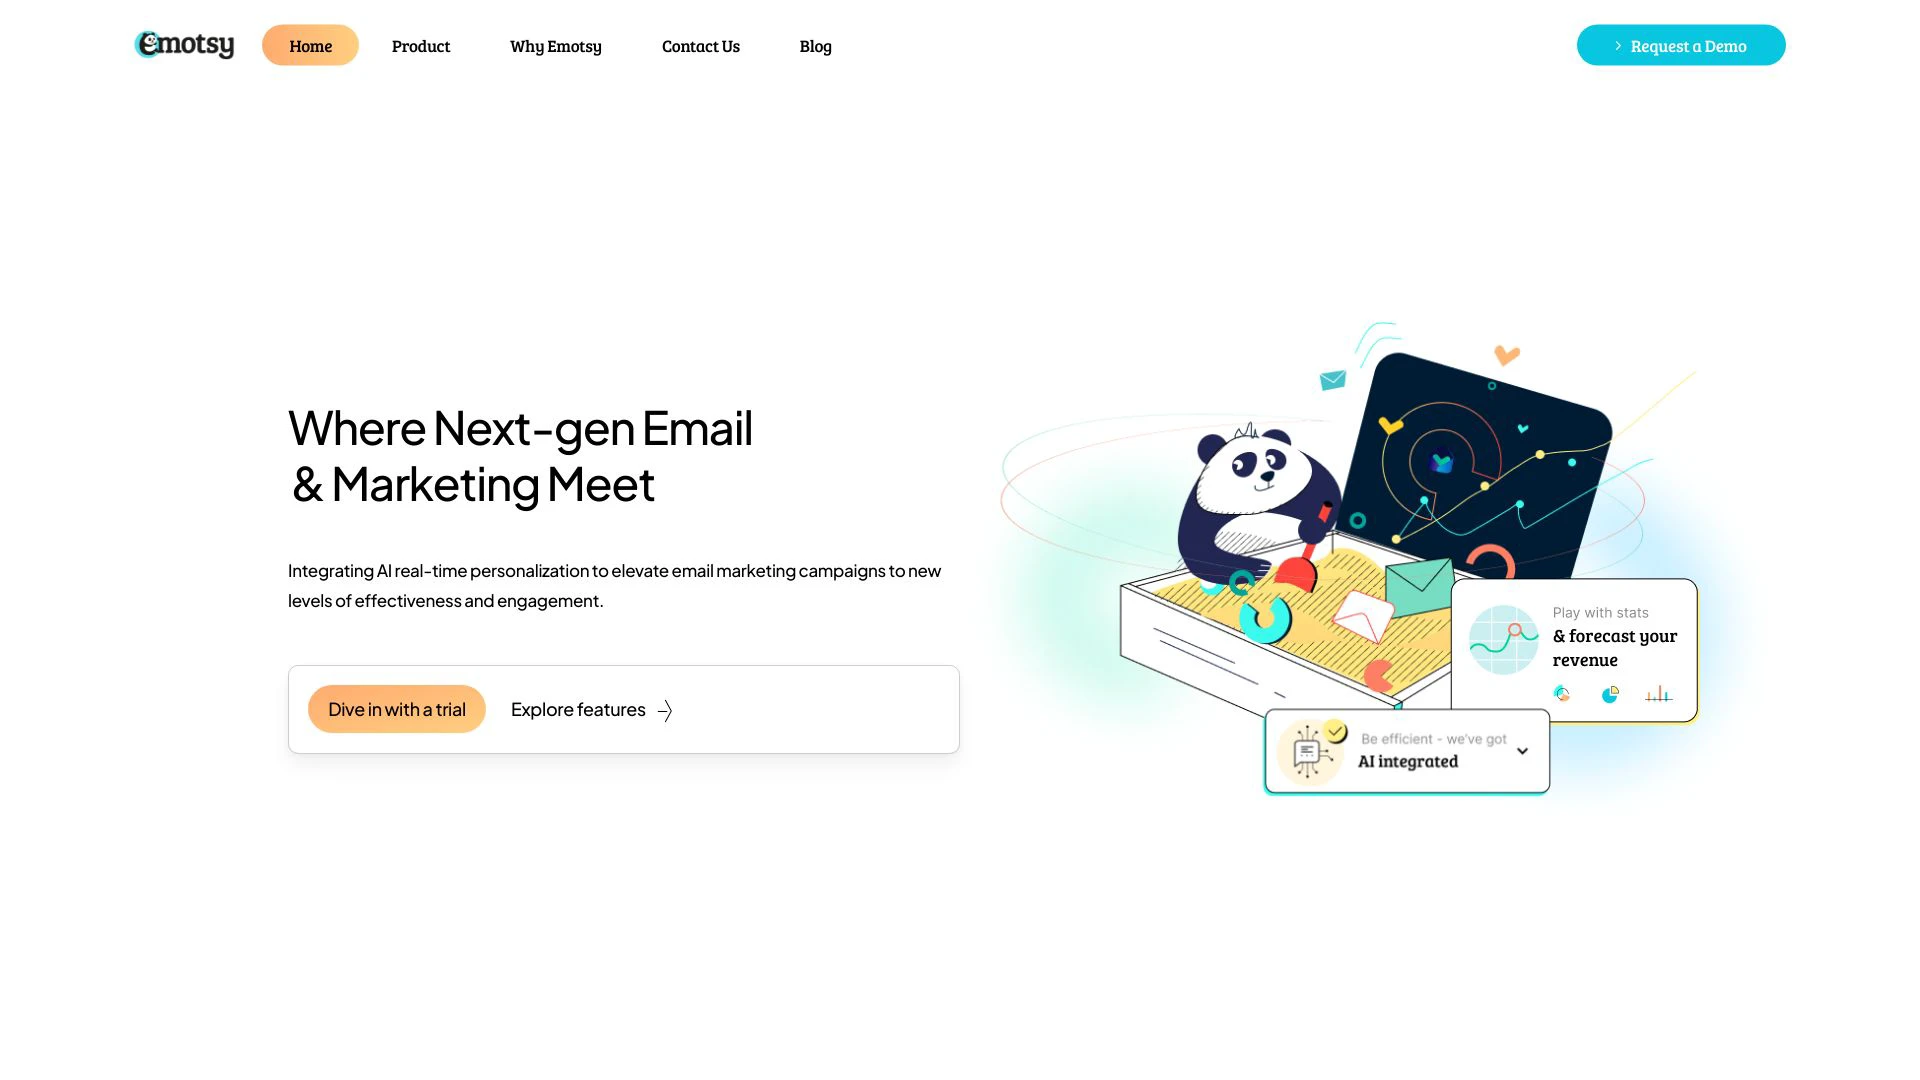 emotsy
Home
Product
Why Emotsy
Contact Us
Blog
Request a Demo
Where Next-gen Email
& Marketing Meet
Integrating AI real-time personalization to elevate email marketing campaigns to new
levels of effectiveness and engagement.
Dive in with a trial
Explore features
Play with stats
& forecast your
revenue
Be efficient - we've got
AI integrated